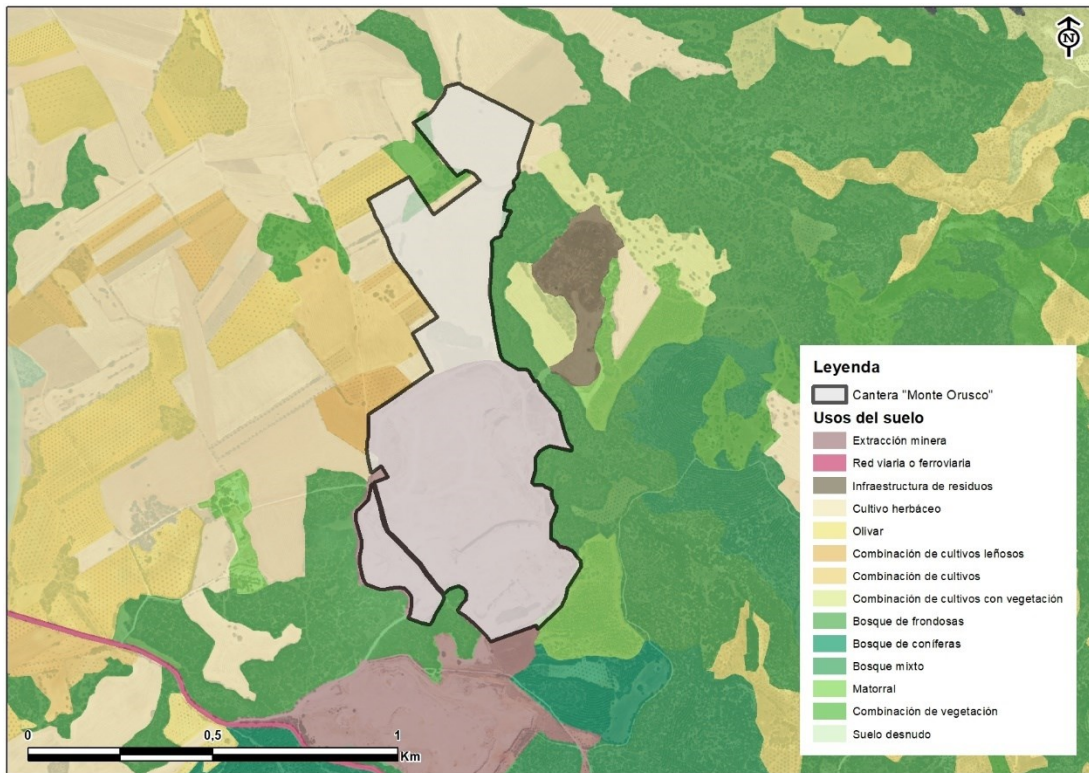 N
Leyenda
Cantera "Monte Orusco"
Usos del suelo
Extracción minera
Red viaria o ferroviaria
Infraestructura de residuos
Cultivo herbáceo
Olivar
Combinación de cultivos leñosos
Combinación de cultivos
Combinación de cultivos con vegetación
Bosque de frondosas
Bosque de coníferas
Bosque mixto
Matorral
Combinación de vegetación
Suelo desnudo
0 0,5 1
Km